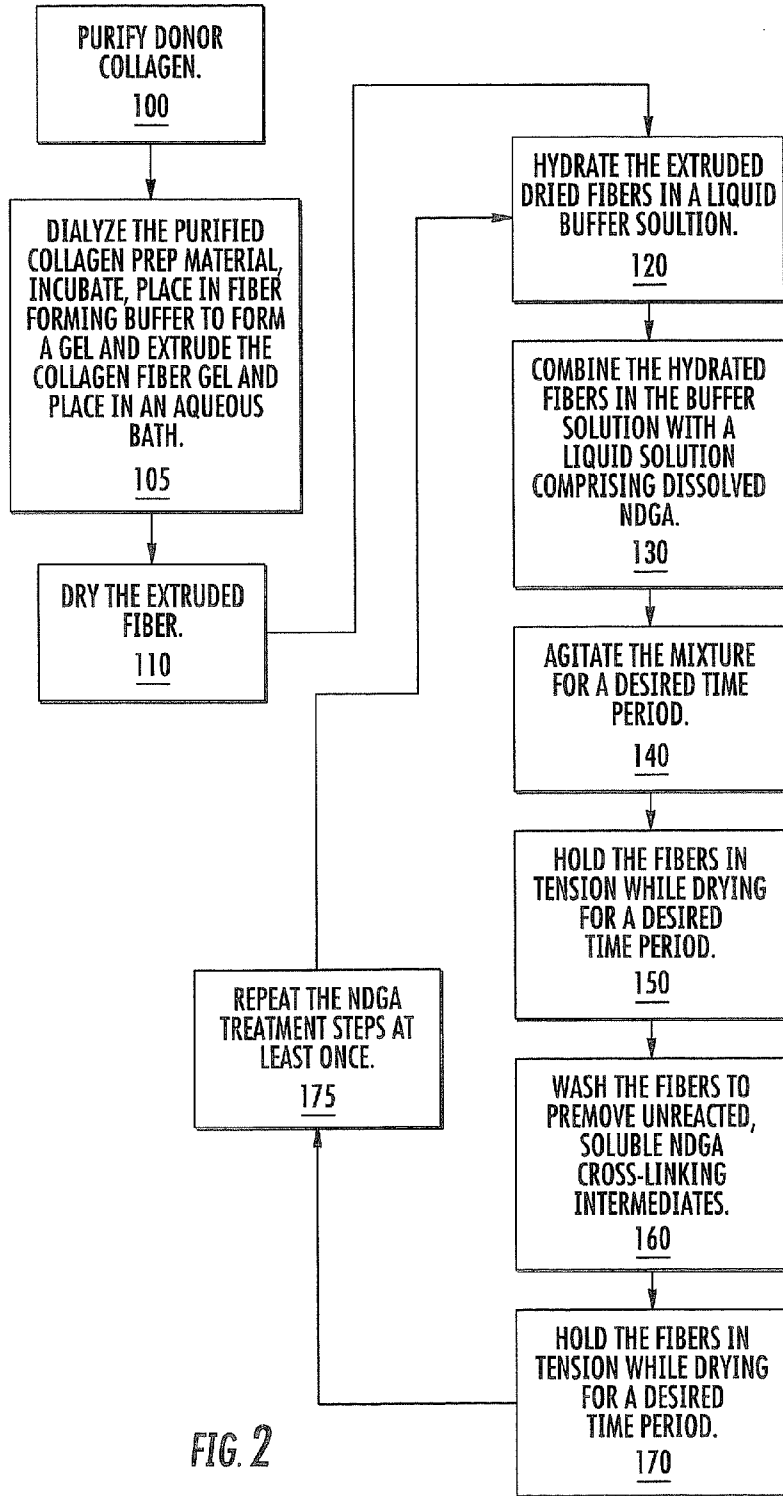 PURIFY DONOR
COLLAGEN.
100
DIALYZE THE PURIFIED
COLLAGEN PREP MATERIAL,
INCUBATE, PLACE IN FIBER
FORMING BUFFER TO FORM
A GEL AND EXTRUDE THE
COLLAGEN FIBER GEL AND
PLACE IN AN AQUEOUS
BATH.
105
DRY THE EXTRUDED
FIBER.
110
HYDRATE THE EXTRUDED
DRIED FIBERS IN A LIQUID
BUFFER SOULTION.
120
COMBINE THE HYDRATED
FIBERS IN THE BUFFER
SOLUTION WITH A
LIQUID SOLUTION
COMPRISING DISSOLVED
NDGA.
130
AGITATE THE MIXTURE
FOR A DESIRED TIME
PERIOD.
140
HOLD THE FIBERS IN
TENSION WHILE DRYING
FOR A DESIRED
TIME PERIOD.
150
WASH THE FIBERS TO
PREMOVE UNREACTED,
SOLUBLE NDGA
CROSS-LINKING
INTERMEDIATES.
160
HOLD THE FIBERS IN
TENSION WHILE DRYING
FOR A DESIRED
TIME PERIOD.
170
REPEAT THE NDGA
TREATMENT STEPS AT
LEAST ONCE.
175
FIG. 2